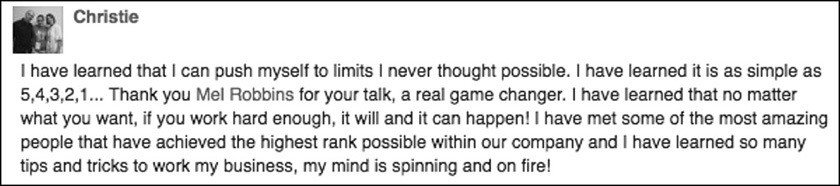 Christie
I have learned that I can push myself to limits I never thought possible. I have learned it is as simple as
5,4,3,2,1... Thank you Mel Robbins for your talk, a real game changer. I have learned that no matter
what you want, if you work hard enough, it will and it can happen! I have met some of the most amazing
people that have achieved the highest rank possible within our company and I have learned so many
tips and tricks to work my business, my mind is spinning and on fire!